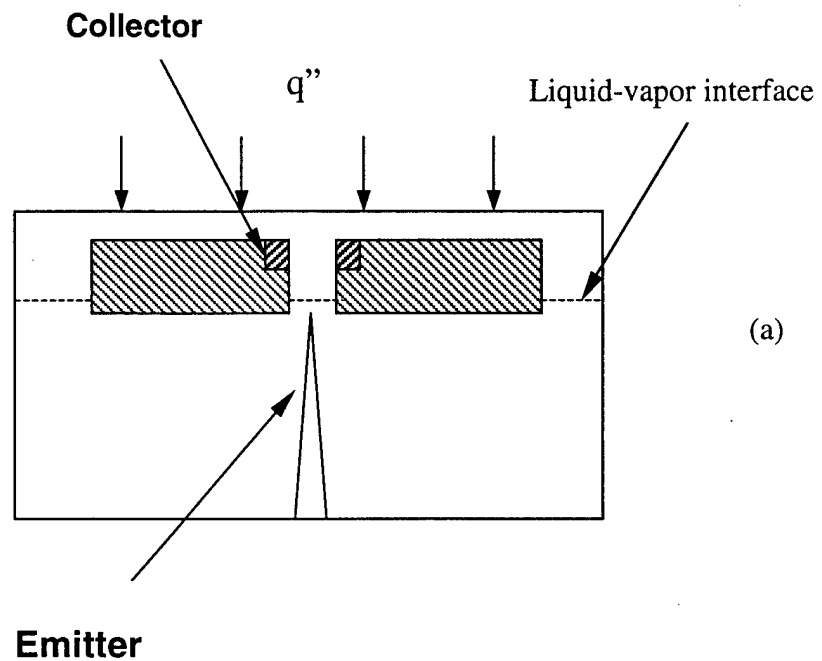 Collector
q”
Liquid-vapor interface
(a)
Emitter